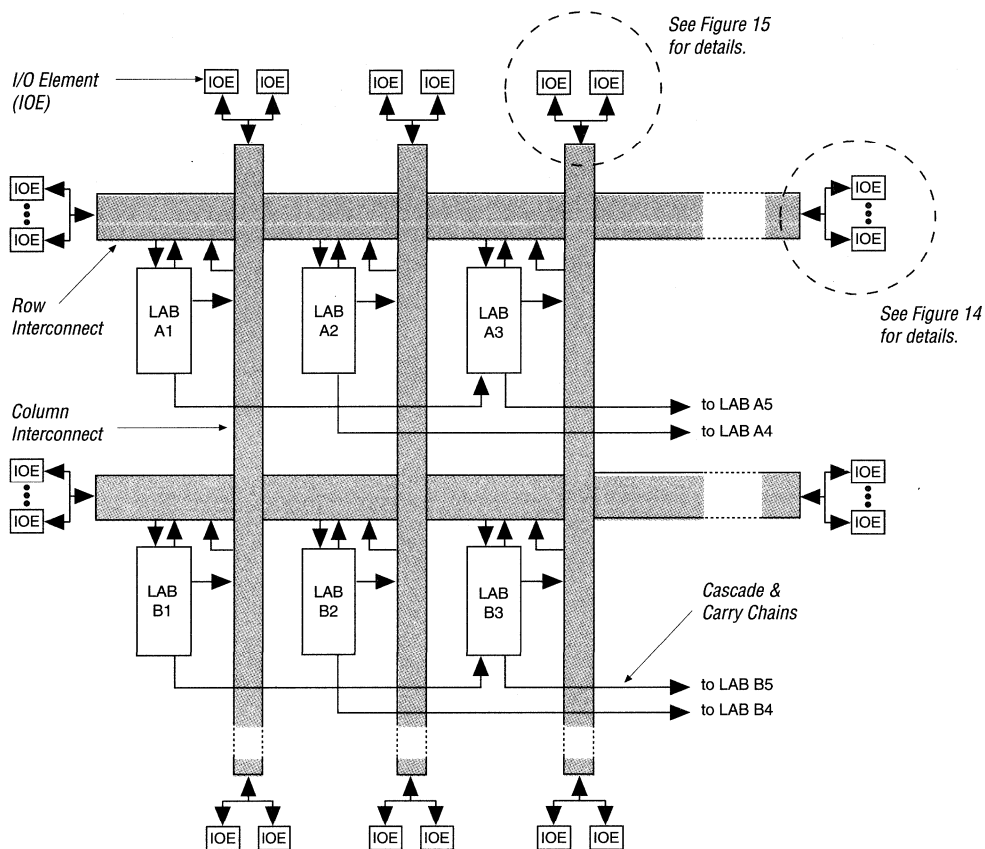 See Figure 15
for details.
I/O Element
(IOE)
IOE IOE IOE IOE IOE IOE
IOE IOE
IOE IOE
Row
Interconnect
LAB
A1
LAB
A2
LAB
A3
See Figure 14
for details.
Column
Interconnect
to LAB A5
to LAB A4
IOE IOE
IOE IOE
LAB
B1
LAB
B2
LAB
B3
Cascade &
Carry Chains
to LAB B5
to LAB B4
IOE IOE IOE IOE IOE IOE